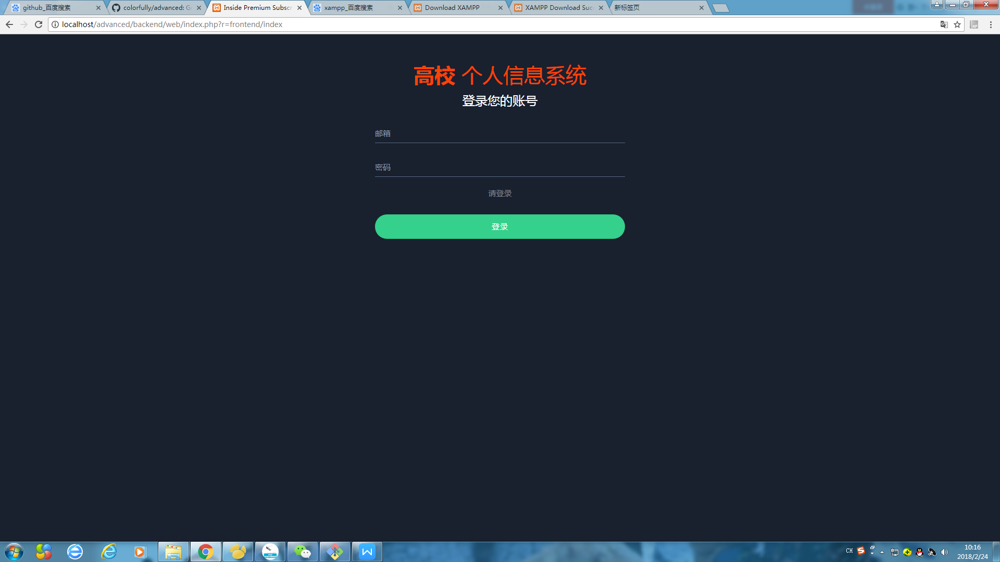 github_百度搜索
colorfully/advanced: G
Inside Premium Subscr
xampp_百度搜索
Download XAMPP
XAMPP Download Suc
新标签页
localhost/advanced/backend/web/index.php?r=frontend/index
高校 个人信息系统
登录您的账号
邮箱
密码
请登录
登录
CH
10:16
2018/2/24